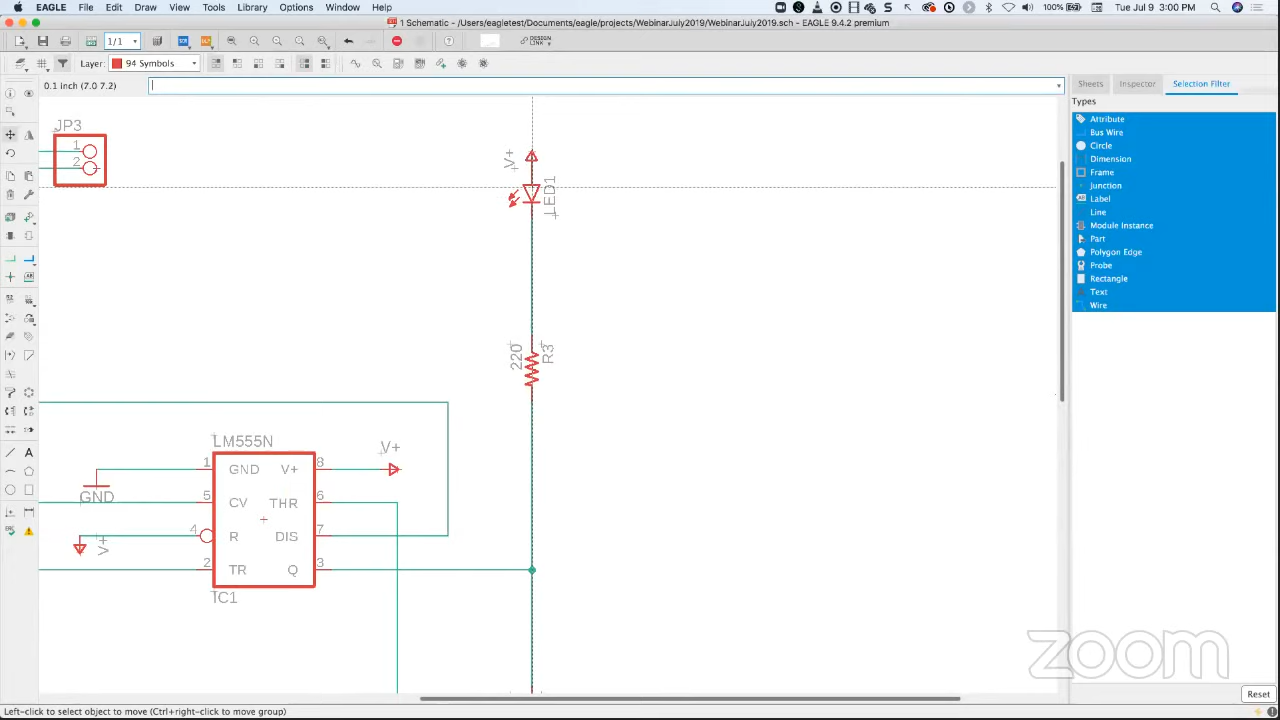 EAGLE File Edit Draw View Tools Library Options Window Help 100% Tue Jul 9 3:00 PM
1 Schematic - /Users/eagletest/Documents/eagle/projects/WebinarJuly2019/WebinarJuly2019.sch - EAGLE 9.4.2 premium
1/1 DESIGN LINK
Layer: 94 Symbols
0.1 inch (7.0 7.2)
Sheets Inspector Selection Filter
Types
Attribute
Bus Wire
Circle
Dimension
Frame
Junction
Label
Line
Module Instance
Part
Polygon Edge
Probe
Rectangle
Text
Wire
JP3
1
2
V+
LED1
220
R3
LM555N
V+
1 GND V+ 8
GND
5 CV THR 6
4 R DIS 7
V+
2 TR Q 3
IC1
zoom
Reset
Left-click to select object to move (Ctrl+right-click to move group)